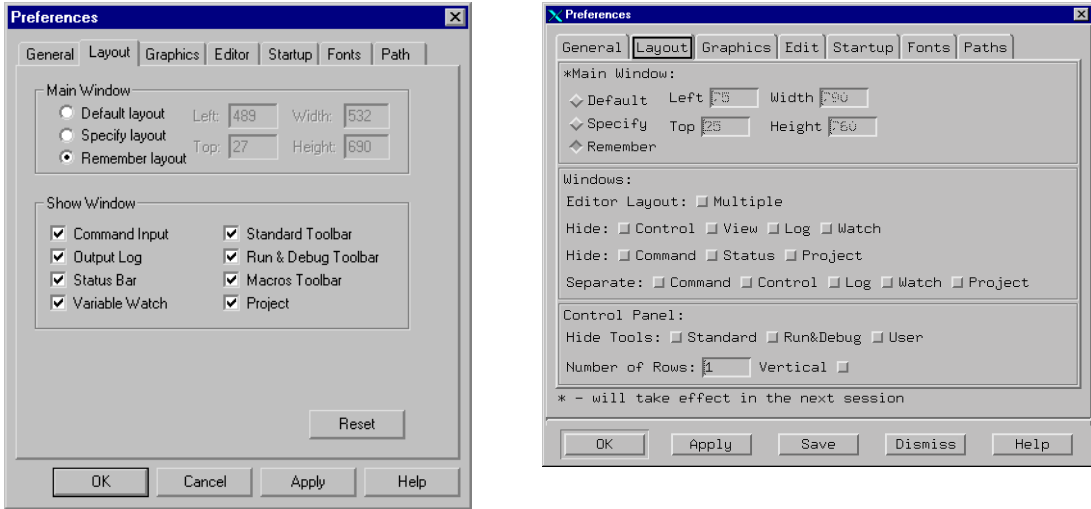 Preferences
General Layout Graphics Editor Startup Fonts Path
Main Window
Default layout Left: 489 Width: 532
Specify layout
Remember layout Top: 27 Height: 690
Show Window
Command Input Standard Toolbar
Output Log Run & Debug Toolbar
Status Bar Macros Toolbar
Variable Watch Project
Reset
OK Cancel Apply Help
Preferences
General Layout Graphics Edit Startup Fonts Paths
*Main Window:
Default Left 75 Width 790
Specify Top 25 Height 760
Remember
Windows:
Editor Layout: Multiple
Hide: Control View Log Watch
Hide: Command Status Project
Separate: Command Control Log Watch Project
Control Panel:
Hide Tools: Standard Run&Debug User
Number of Rows: 1 Vertical
* - will take effect in the next session
OK Apply Save Dismiss Help